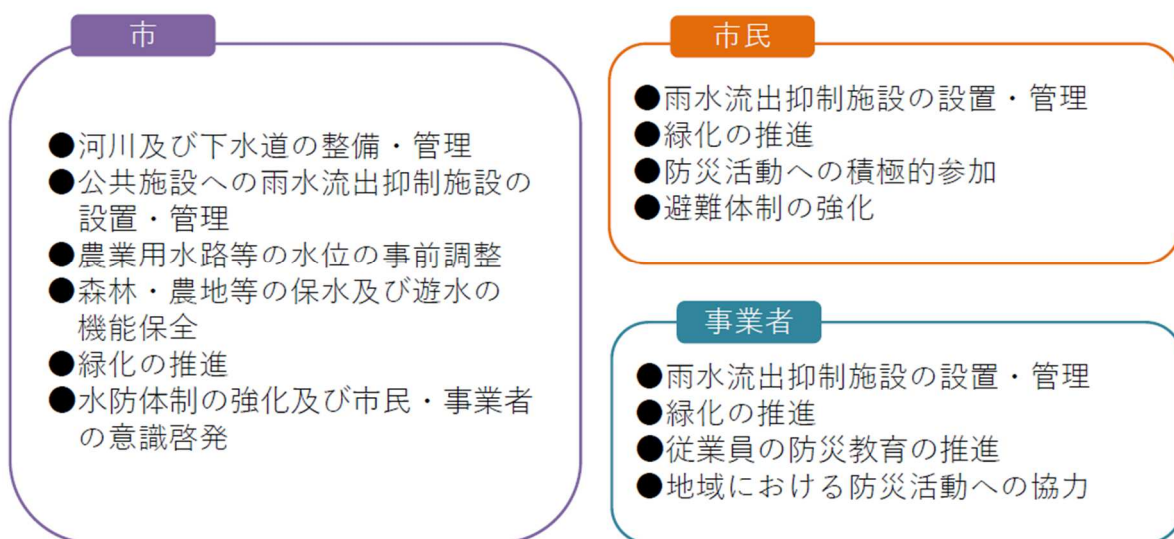 市
●河川及び下水道の整備・管理
●公共施設への雨水流出抑制施設の
設置・管理
●農業用水路等の水位の事前調整
●森林・農地等の保水及び遊水の
機能保全
●緑化の推進
●水防体制の強化及び市民・事業者
の意識啓発
市民
●雨水流出抑制施設の設置・管理
●緑化の推進
●防災活動への積極的参加
●避難体制の強化
事業者
●雨水流出抑制施設の設置・管理
●緑化の推進
●従業員の防災教育の推進
●地域における防災活動への協力